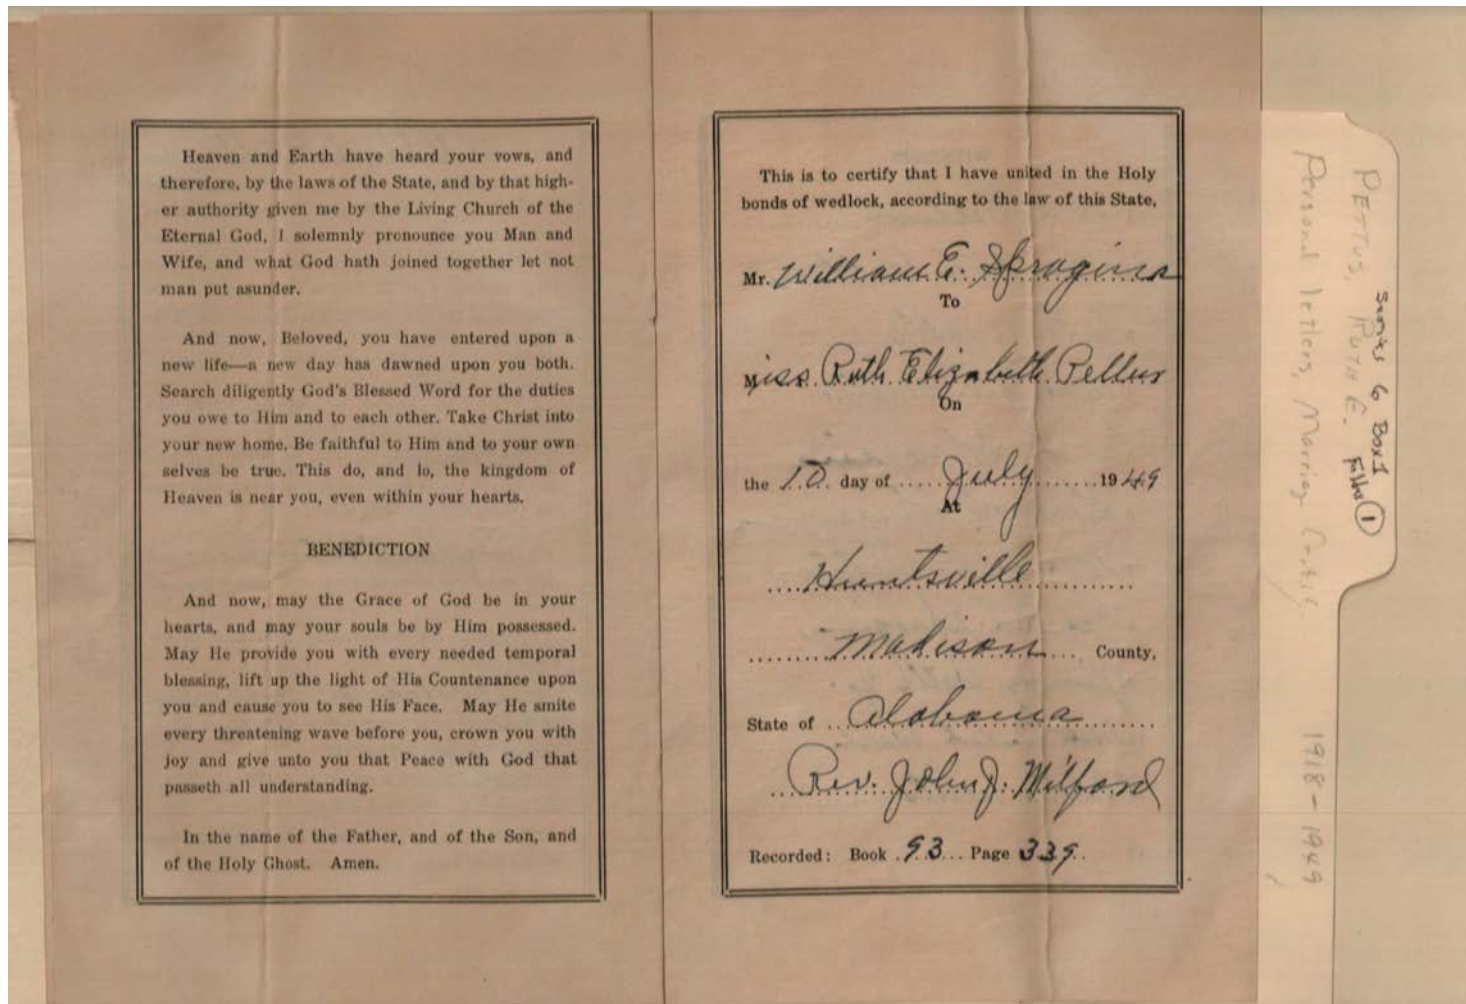 Heaven and Earth have heard your vows, and
therefore, by the laws of the State, and by that high-
er authority given me by the Living Church of the
Eternal God, I solemnly pronounce you Man and
Wife, and what God hath joined together let not
man put asunder.
And now, Beloved, you have entered upon a
new life—a new day has dawned upon you both.
Search diligently God's Blessed Word for the duties
you owe to Him and to each other. Take Christ into
your new home. Be faithful to Him and to your own
selves be true. This do, and lo, the kingdom of
Heaven is near you, even within your hearts.
BENEDICTION
And now, may the Grace of God be in your
hearts, and may your souls be by Him possessed.
May He provide you with every needed temporal
blessing, lift up the light of His Countenance upon
you and cause you to see His Face. May He smite
every threatening wave before you, crown you with
joy and give unto you that Peace with God that
passeth all understanding.
In the name of the Father, and of the Son, and
of the Holy Ghost. Amen.
This is to certify that I have united in the Holy
bonds of wedlock, according to the law of this State,
Mr. William E. Spragins
To
Miss Ruth Elizabeth Pettus
On
the 10 day of July 1949
At
Huntsville
Madison County,
State of Alabama
Rev. John J. Milford
Recorded: Book 93 Page 339
Series 6 Box 1
PETTUS, RUTH E. 1
Personal letters, Marriag Certif. 1918-1949